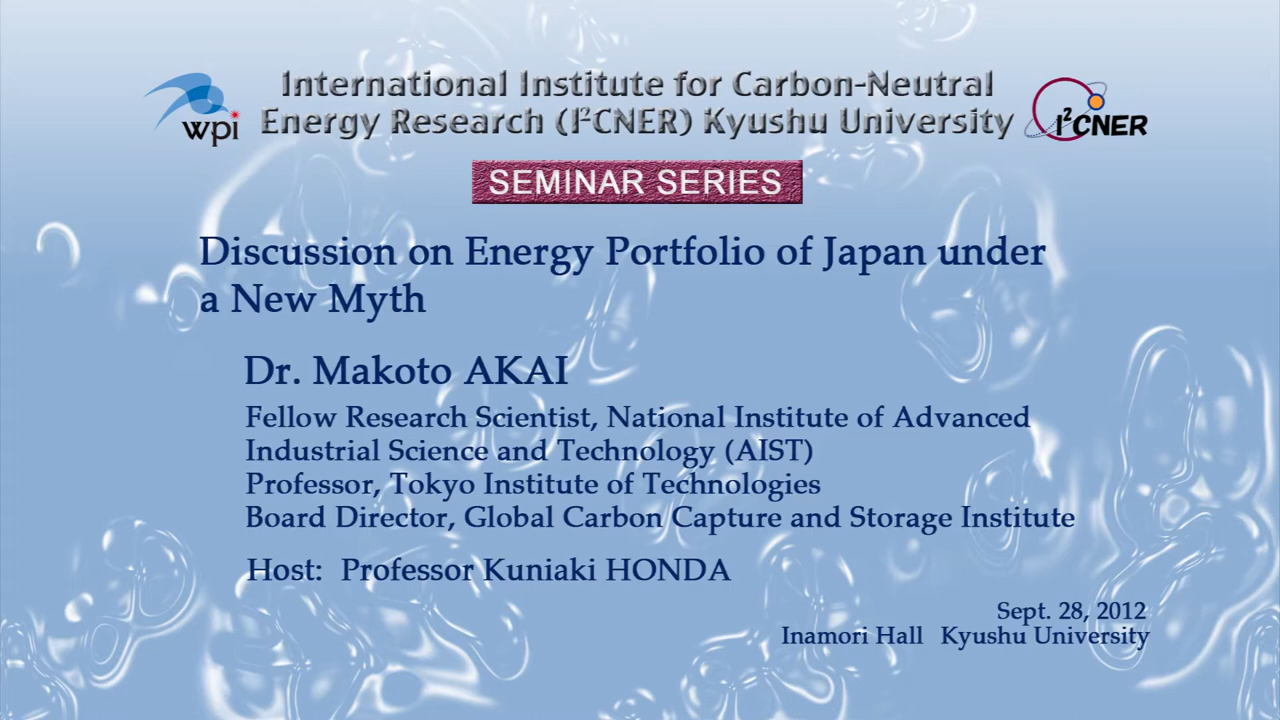 International Institute for Carbon-Neutral
Energy Research (I²CNER) Kyushu University
wpi
I²CNER
SEMINAR SERIES
Discussion on Energy Portfolio of Japan under
a New Myth
Dr. Makoto AKAI
Fellow Research Scientist, National Institute of Advanced
Industrial Science and Technology (AIST)
Professor, Tokyo Institute of Technologies
Board Director, Global Carbon Capture and Storage Institute
Host: Professor Kuniaki HONDA
Sept. 28, 2012
Inamori Hall Kyushu University